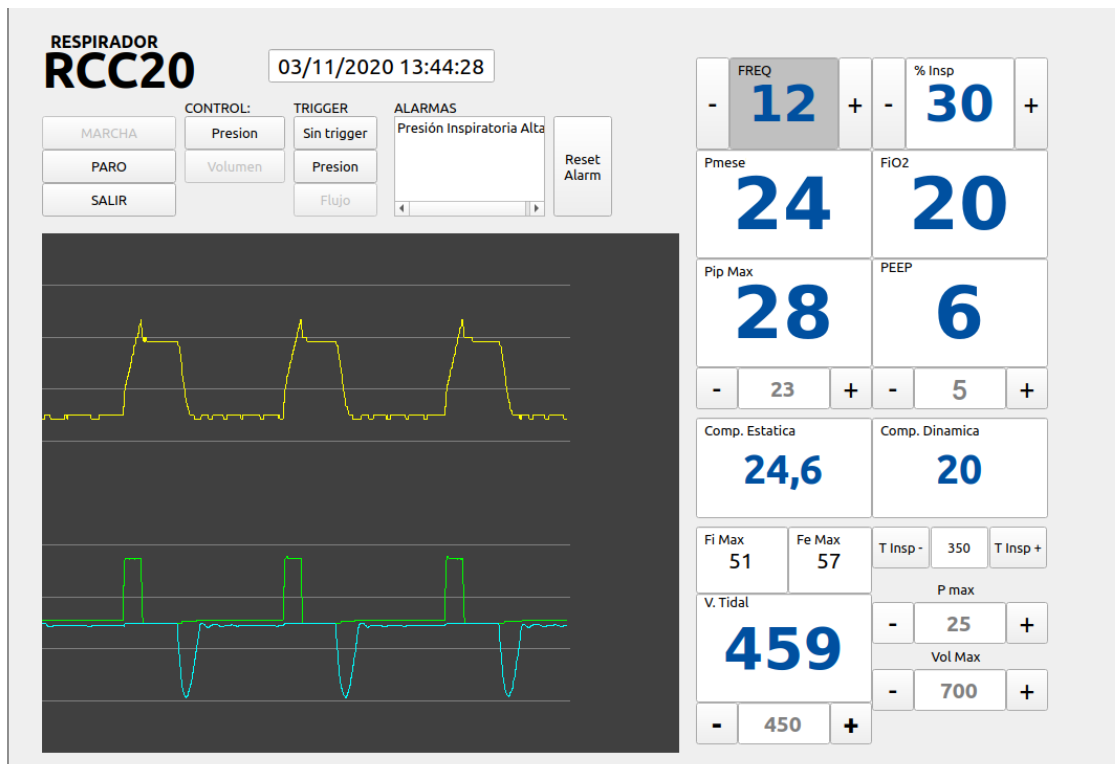 RESPIRADOR
RCC20
03/11/2020 13:44:28
CONTROL:
TRIGGER
ALARMAS
MARCHA
Presion
Sin trigger
Presión Inspiratoria Alta
PARO
Volumen
Presion
Reset
Alarm
SALIR
Flujo
FREQ
- 12 +
% Insp
- 30 +
Pmese
24
FiO2
20
Pip Max
28
PEEP
6
- 23 +
- 5 +
Comp. Estatica
24,6
Comp. Dinamica
20
Fi Max
51
Fe Max
57
T Insp - 350 T Insp +
V. Tidal
459
- 450 +
P max
- 25 +
Vol Max
- 700 +